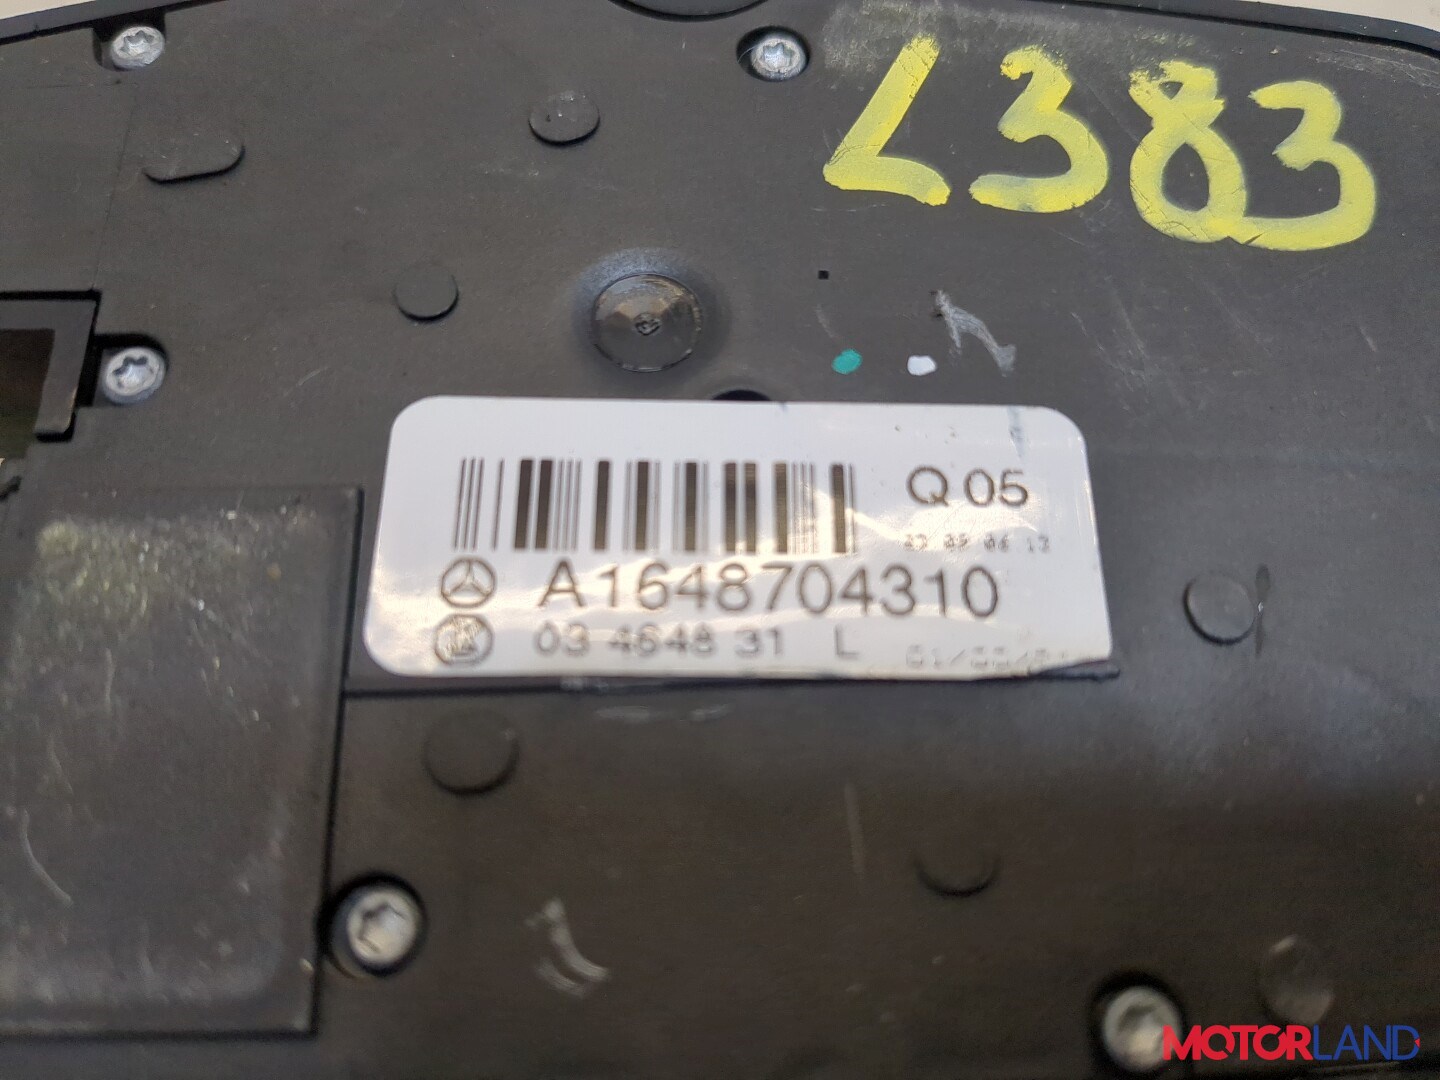 L383
Q 05
A1648704310
03 4648 31 L
MOTORLAND